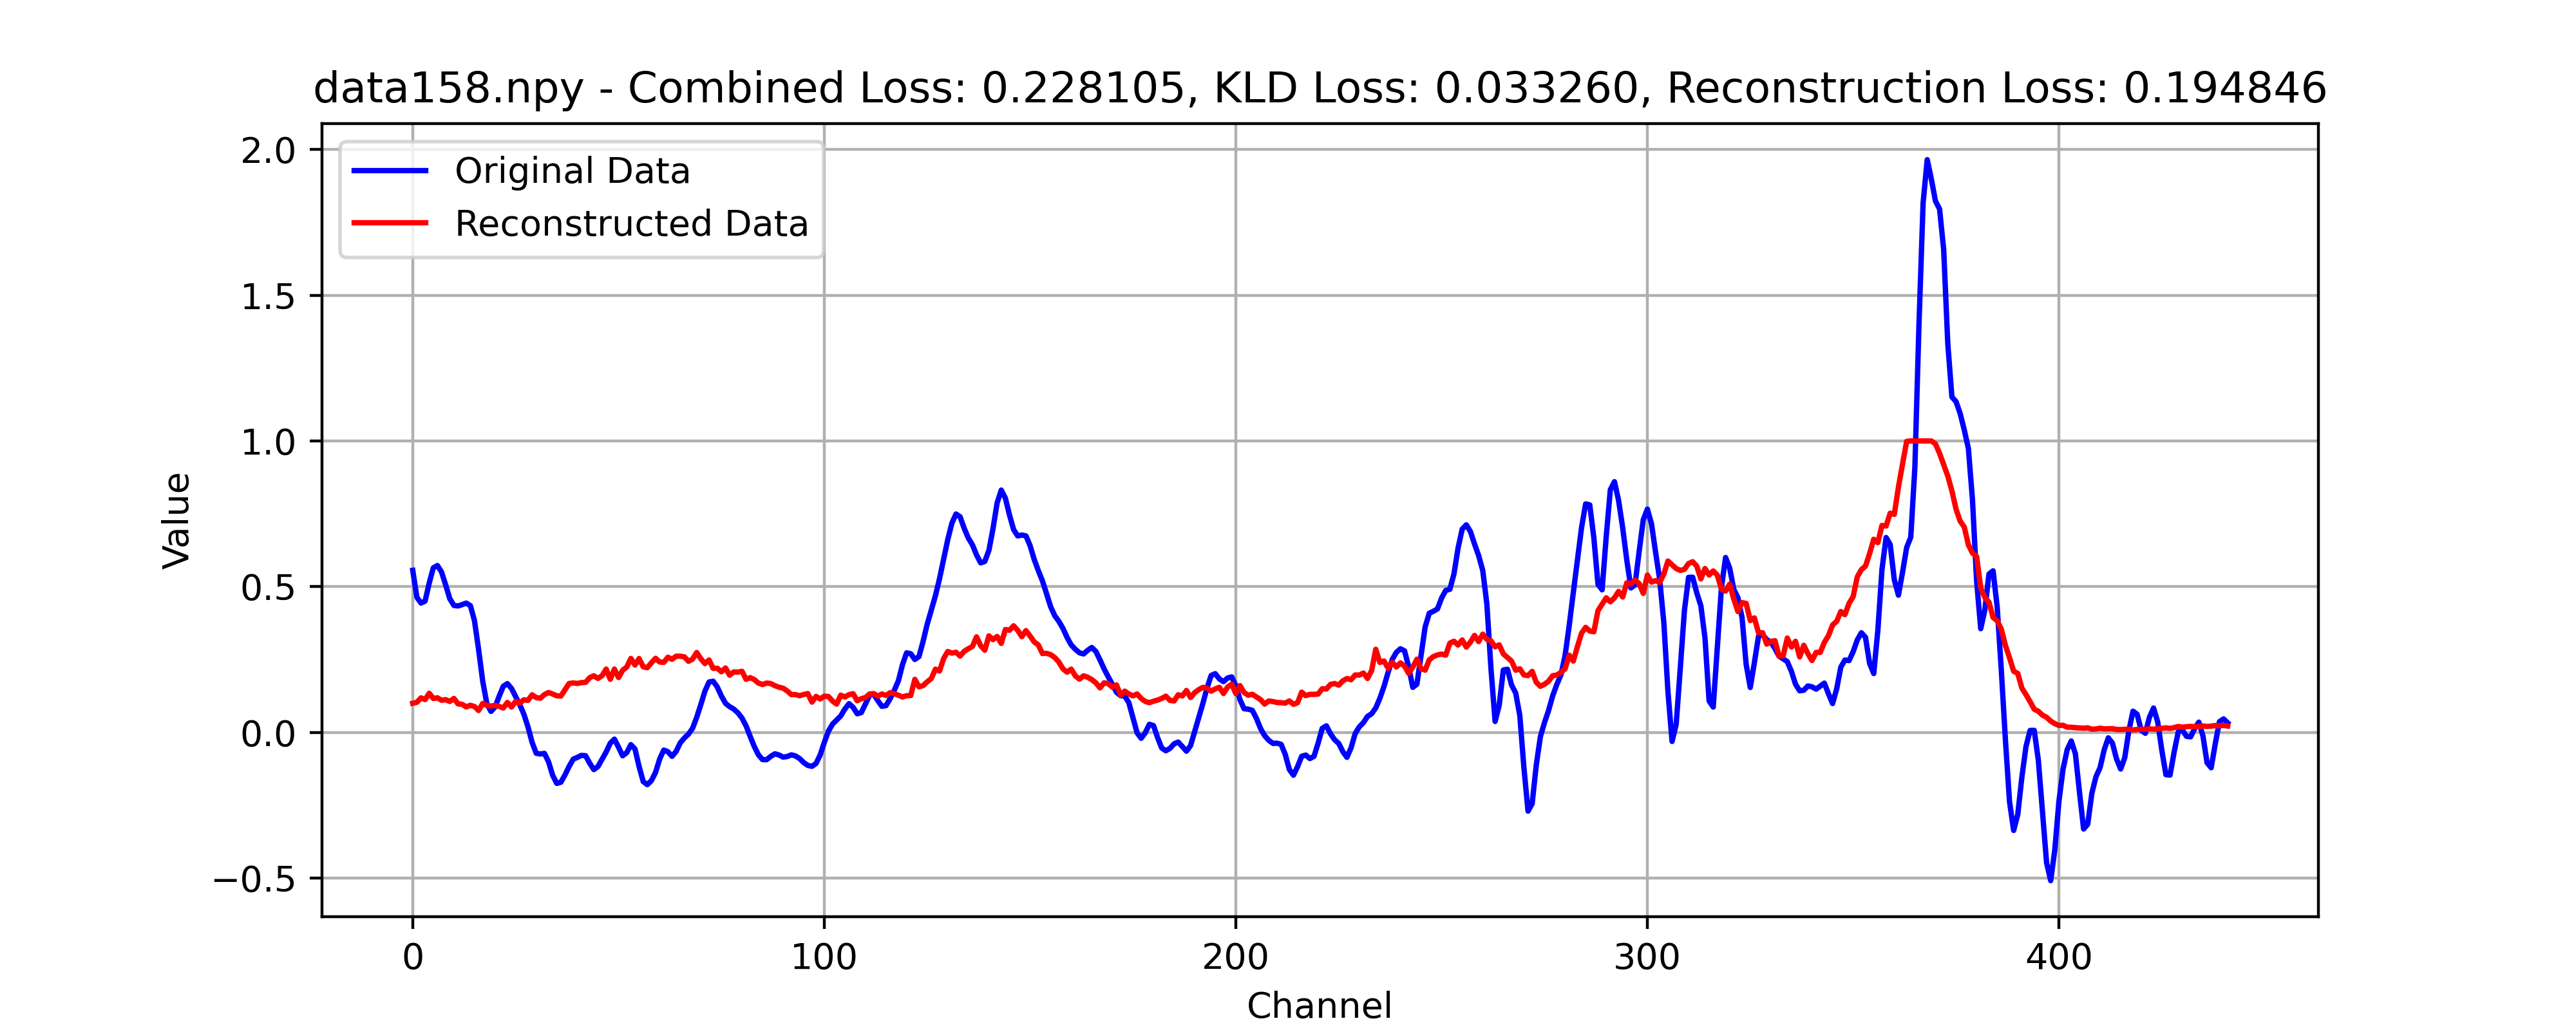 data158.npy - Combined Loss: 0.228105, KLD Loss: 0.033260, Reconstruction Loss: 0.194846
Original Data
Reconstructed Data
Value
2.0
1.5
1.0
0.5
0.0
−0.5
0 100 200 300 400
Channel